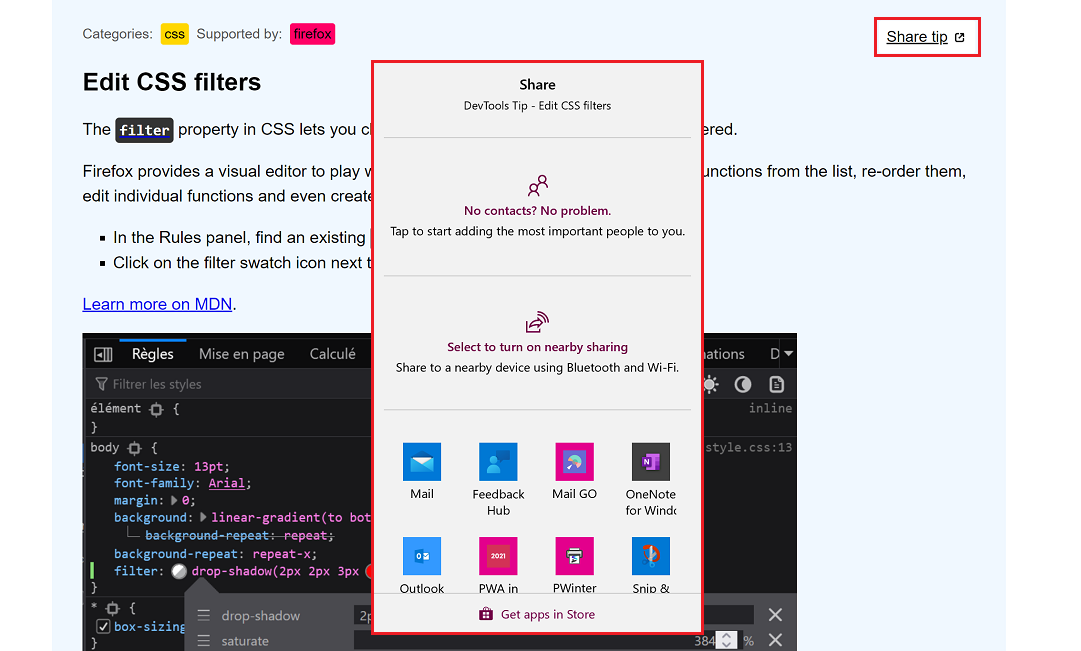 Categories: css Supported by: firefox
Share tip
Edit CSS filters
The filter property in CSS lets you
ered.
Firefox provides a visual editor to play
unctions from the list, re-order them,
edit individual functions and even create
In the Rules panel, find an existing
Click on the filter swatch icon next
Learn more on MDN.
Share
DevTools Tip - Edit CSS filters
No contacts? No problem.
Tap to start adding the most important people to you.
Select to turn on nearby sharing
Share to a nearby device using Bluetooth and Wi-Fi.
Mail
Feedback
Hub
Mail GO
OneNote
for Windo
Outlook
PWA in
PWinter
Snip &
2021
Get apps in Store
Règles Mise en page Calculé
nations D
Filtrer les styles
élément {
inline
}
body {
style.css:13
font-size: 13pt;
font-family: Arial;
margin: 0;
background: linear-gradient(to bot
background-repeat: repeat;
background-repeat: repeat-x;
filter: drop-shadow(2px 2px 3px
}
* {
box-sizing
}
drop-shadow 2p
saturate 384 %